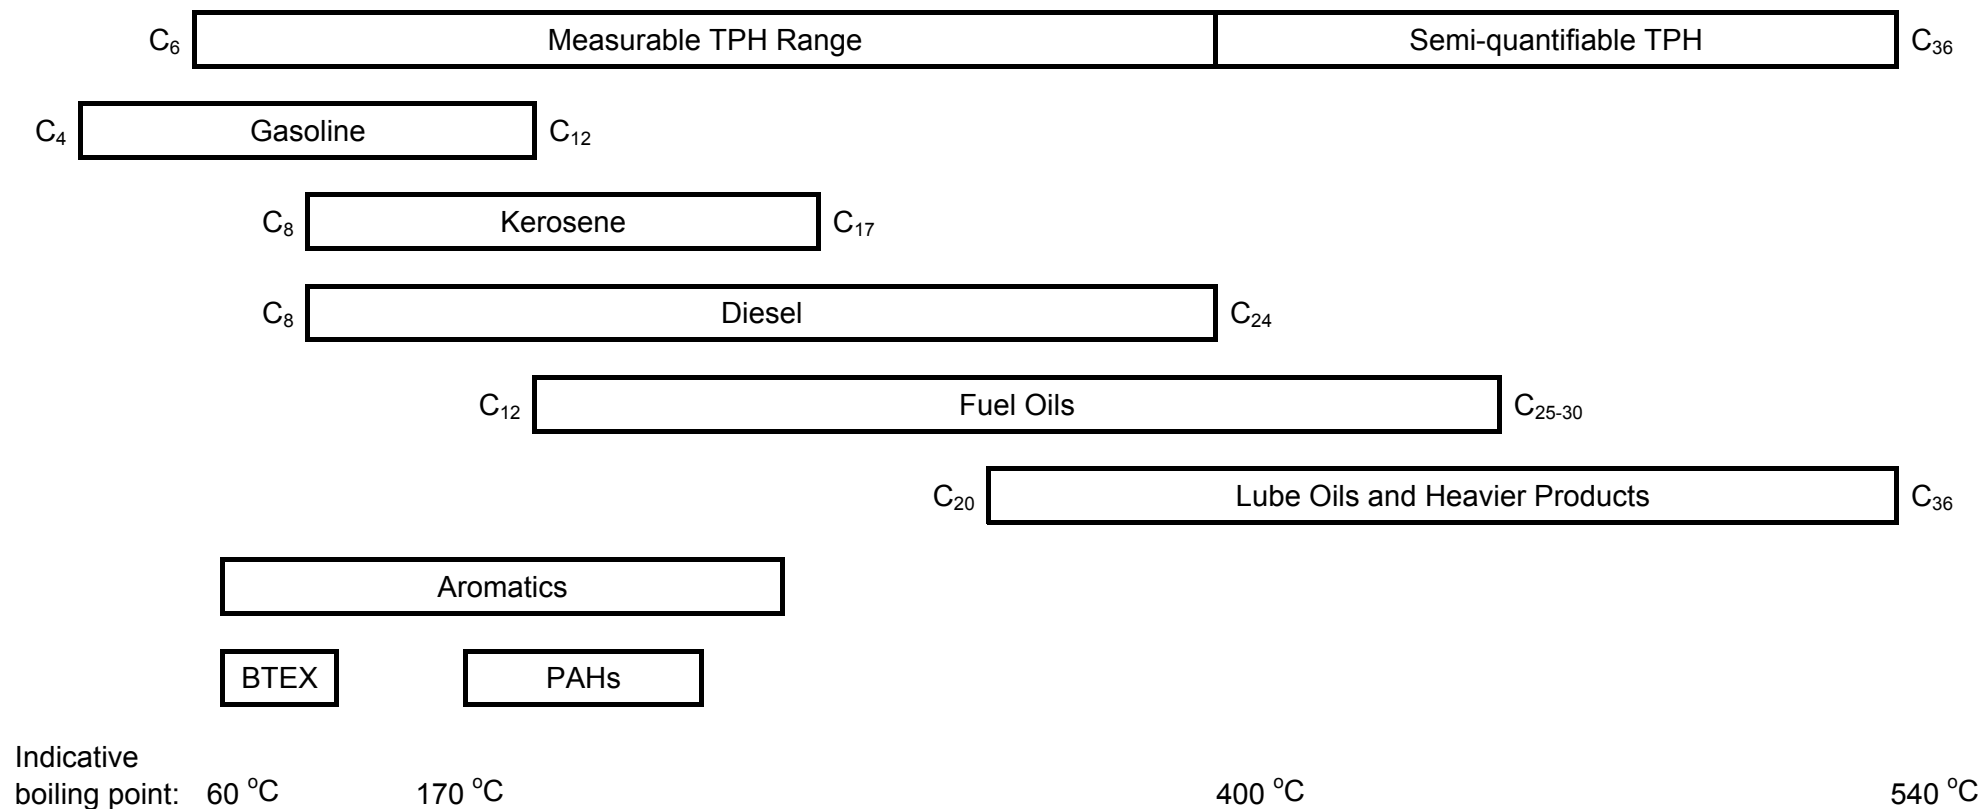 C6 Measurable TPH Range Semi-quantifiable TPH C36
C4 Gasoline C12
C8 Kerosene C17
C8 Diesel C24
C12 Fuel Oils C25-30
C20 Lube Oils and Heavier Products C36
Aromatics
BTEX PAHs
Indicative
boiling point: 60 °C 170 °C 400 °C 540 °C